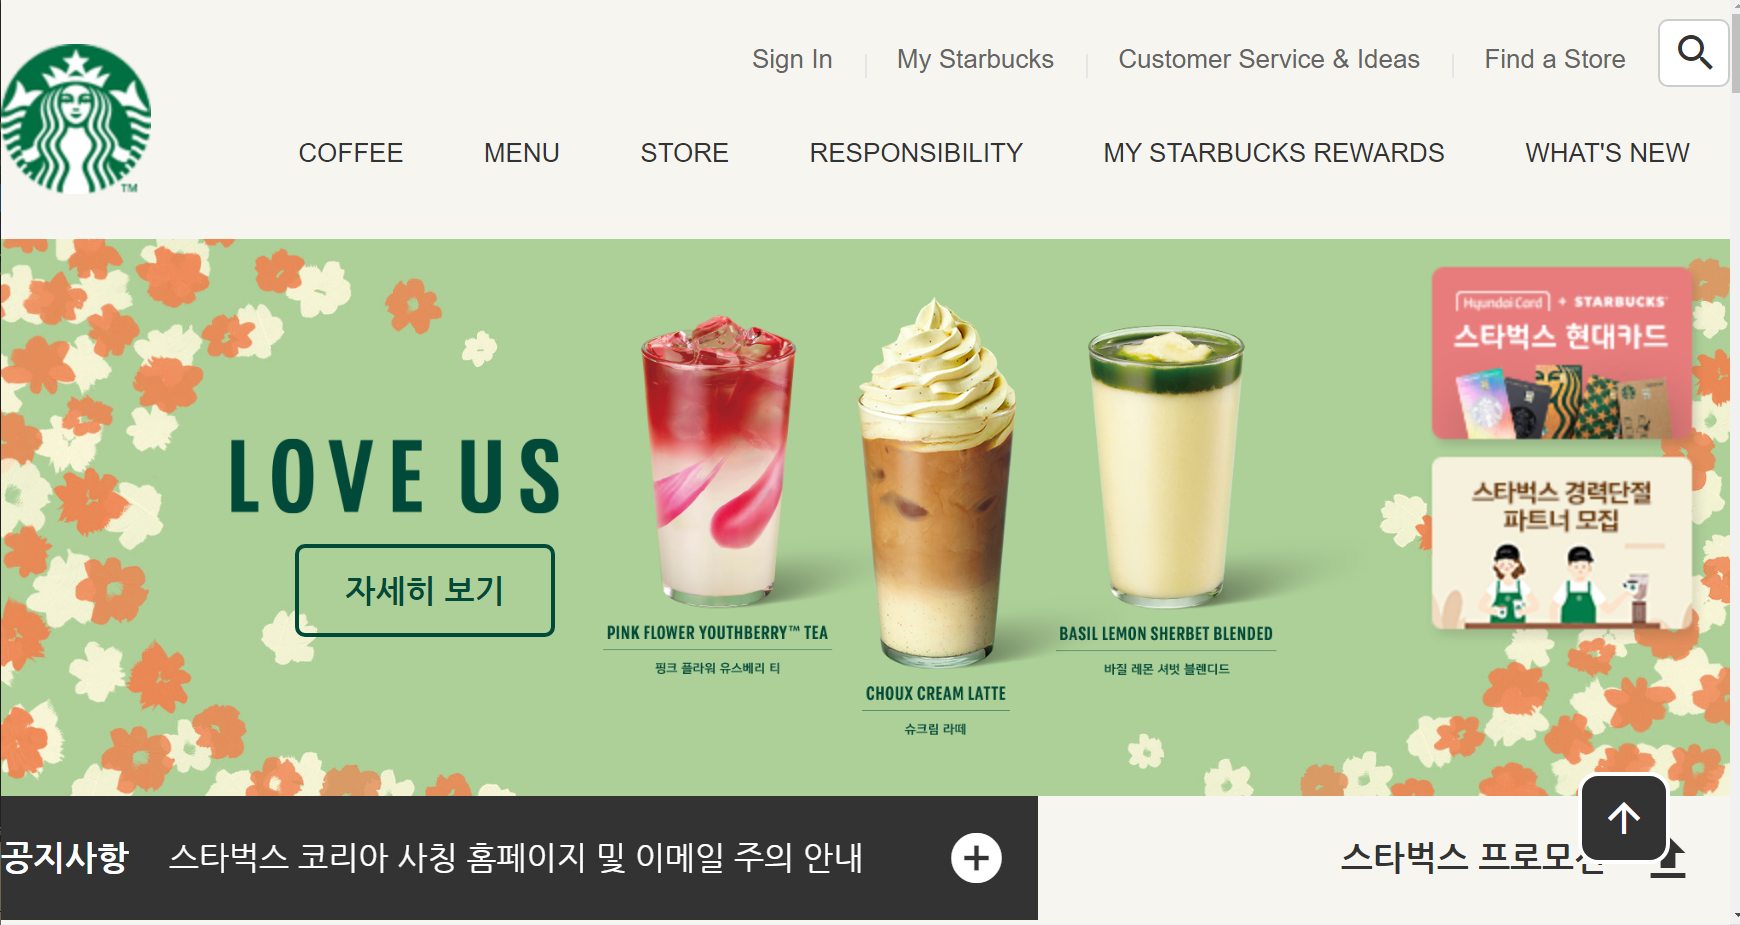 Sign In
My Starbucks
Customer Service & Ideas
Find a Store
TM
COFFEE
MENU
STORE
RESPONSIBILITY
MY STARBUCKS REWARDS
WHAT'S NEW
Hyundai Card + STARBUCKS
스타벅스 현대카드
LOVE US
자세히 보기
스타벅스 경력단절
파트너 모집
PINK FLOWER YOUTHBERRY™ TEA
핑크 플라워 유스베리 티
CHOUX CREAM LATTE
슈크림 라떼
BASIL LEMON SHERBET BLENDED
바질 레몬 셔벗 블렌디드
공지사항
스타벅스 코리아 사칭 홈페이지 및 이메일 주의 안내
스타벅스 프로모션